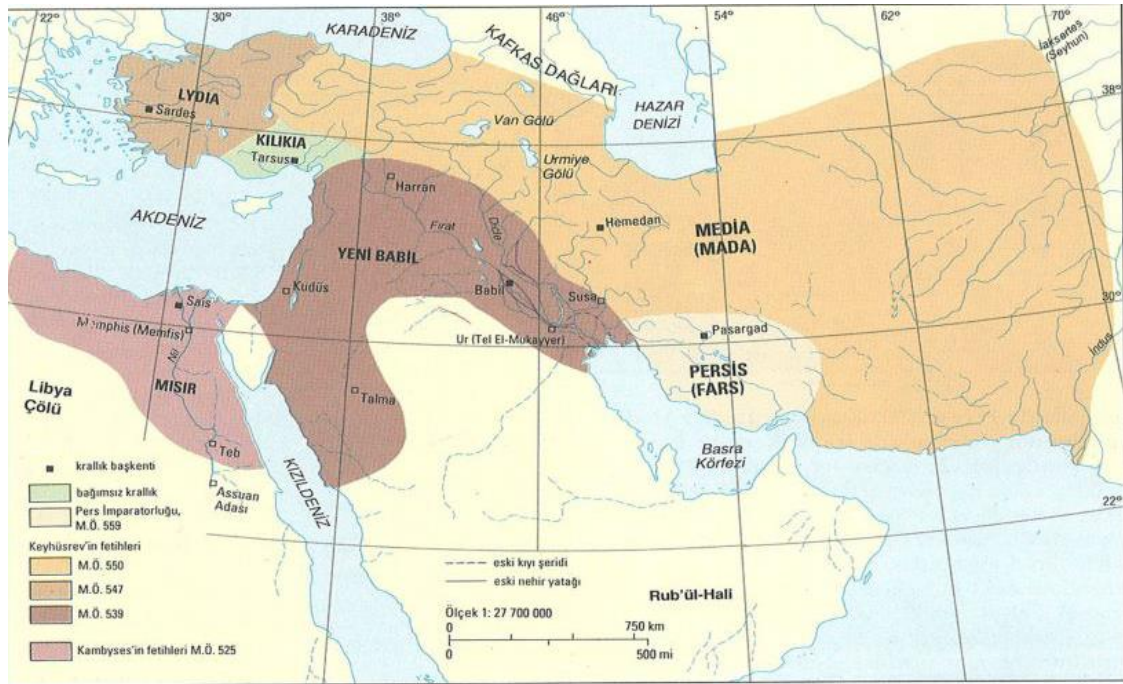 22°
30°
38°
46°
54°
62°
70°
KARADENİZ
KAFKAS DAĞLARI
İaksertes
(Seyhun)
38°
LYDIA
Sardes
HAZAR
DENİZİ
Van Gölü
KILIKIA
Tarsus
Urmiye
Gölü
Harran
AKDENİZ
Fırat
Dicle
Hemedan
MEDİA
(MADA)
YENİ BABİL
Kudüs
Babil
Susa
30°
Sais
Memphis (Memfis)
Ur (Tel El-Mukayyer)
Pasargad
İndus
Nil
MISIR
PERSİS
(FARS)
Libya
Çölü
Talma
Teb
Basra
Körfezi
KIZILDENİZ
Assuan
Adası
22°
krallık başkenti
bağımsız krallık
Pers İmparatorluğu,
M.Ö. 559
Keyhüsrev'in fetihleri
M.Ö. 550
M.Ö. 547
M.Ö. 539
Kambyses'in fetihleri M.Ö. 525
eski kıyı şeridi
eski nehir yatağı
Rub'ül-Hali
Ölçek 1: 27 700 000
0 750 km
0 500 mi